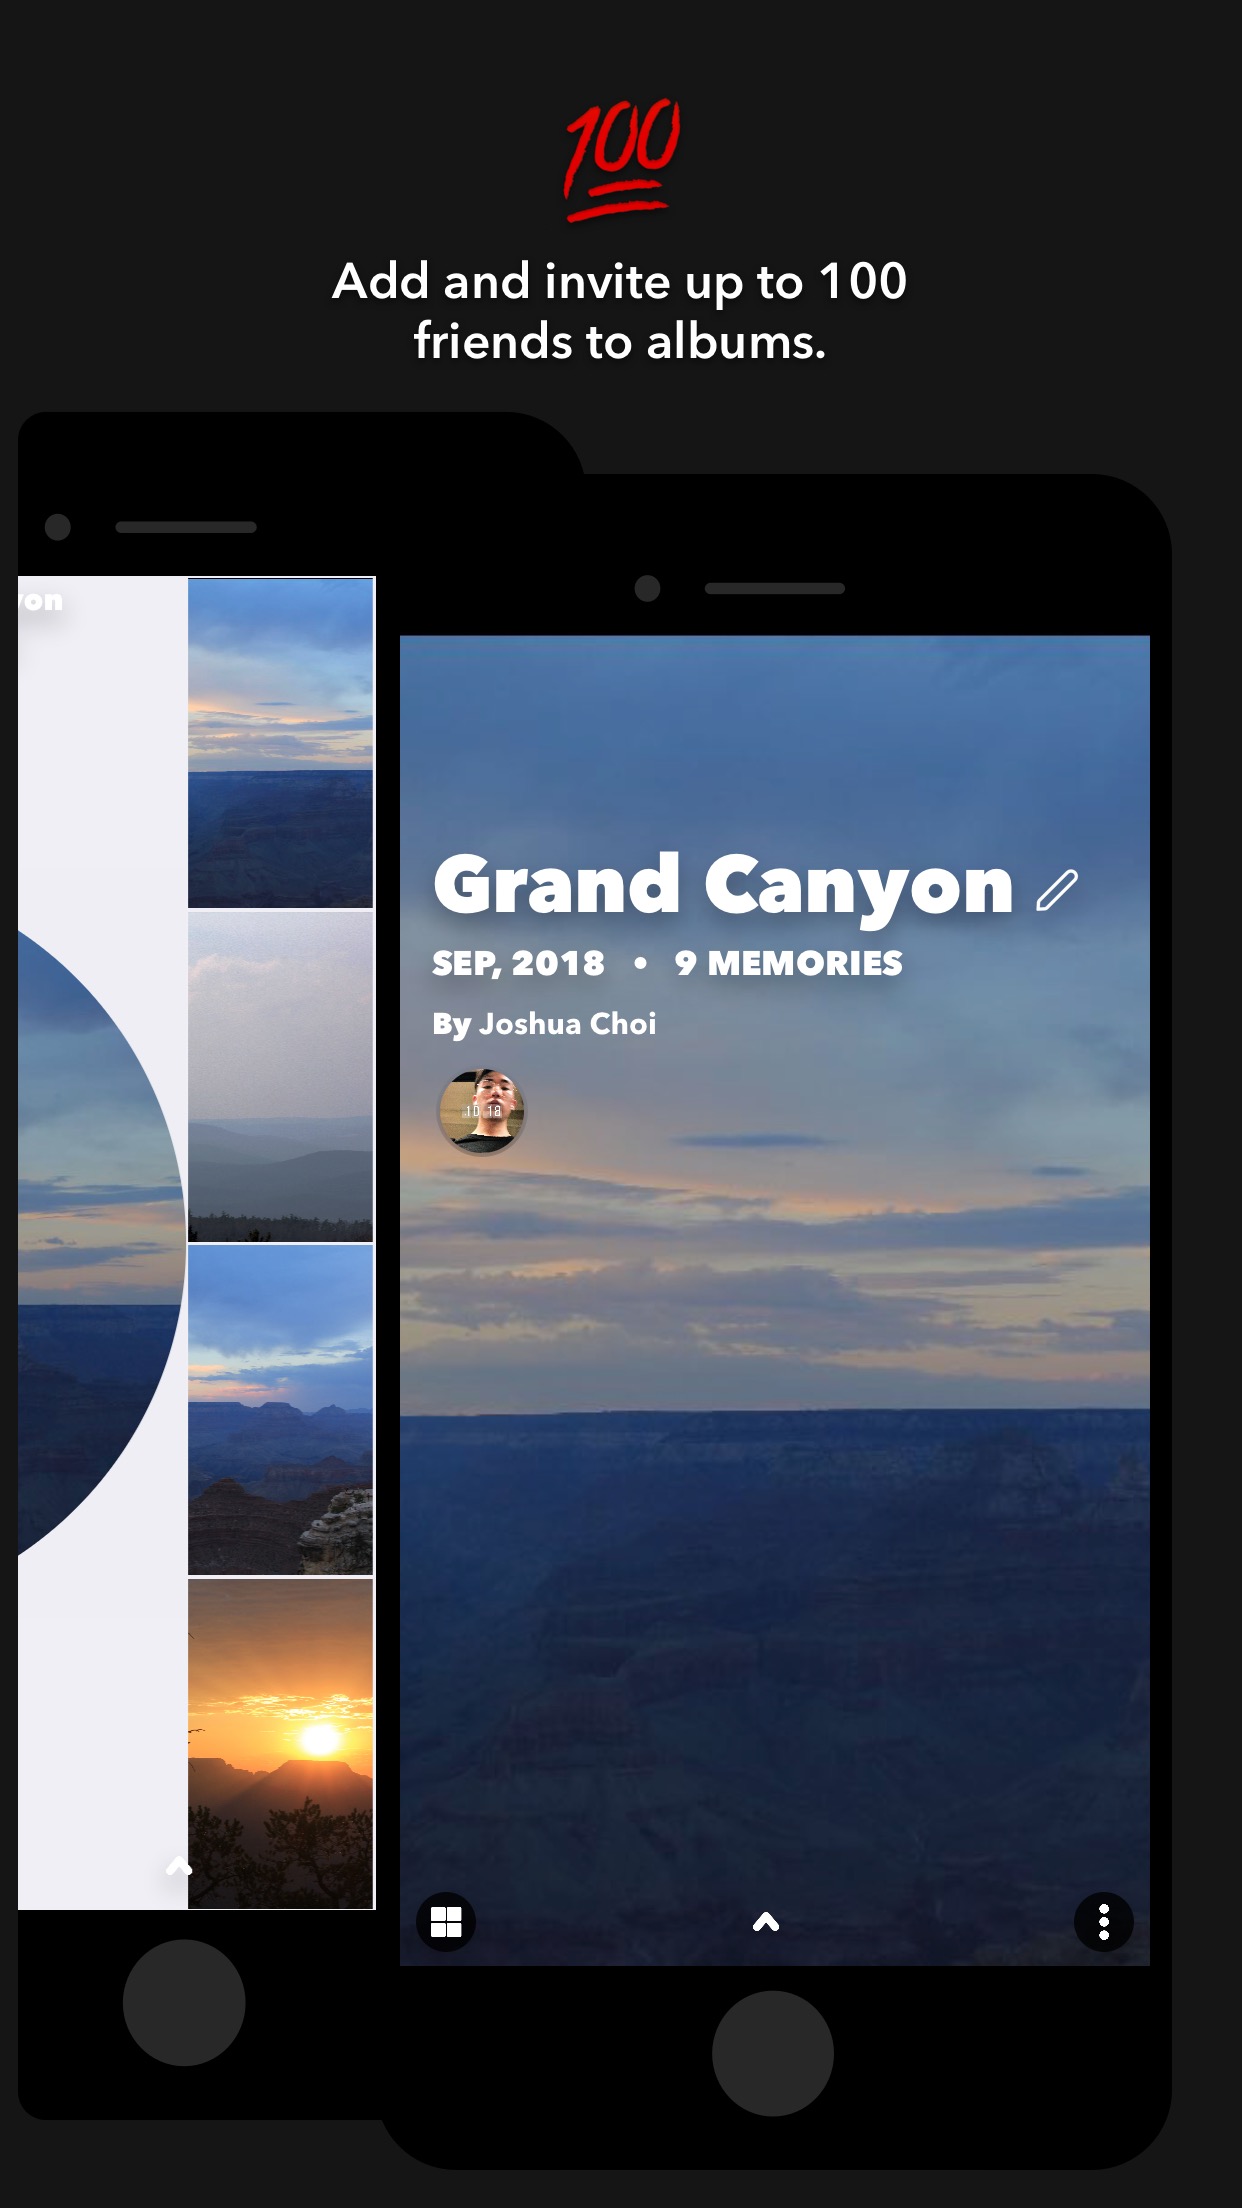 100
Add and invite up to 100
friends to albums.
yon
Grand Canyon
SEP, 2018 • 9 MEMORIES
By Joshua Choi
10 18